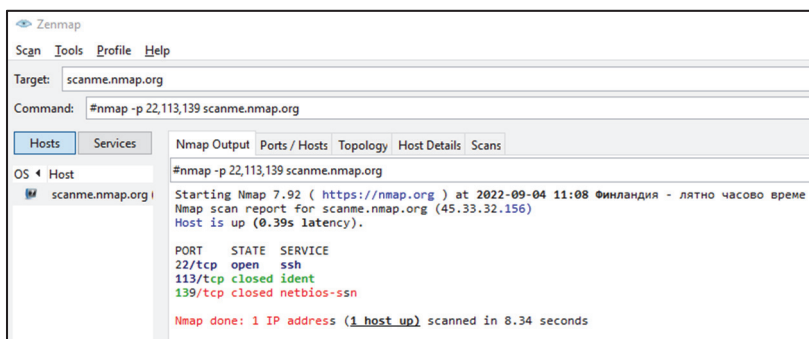 Zenmap
Scan Tools Profile Help
Target: scanme.nmap.org
Command: #nmap -p 22,113,139 scanme.nmap.org
Hosts Services
Nmap Output Ports / Hosts Topology Host Details Scans
OS Host
scanme.nmap.org (
#nmap -p 22,113,139 scanme.nmap.org
Starting Nmap 7.92 ( https://nmap.org ) at 2022-09-04 11:08 Финландия - лятно часово време
Nmap scan report for scanme.nmap.org (45.33.32.156)
Host is up (0.39s latency).
PORT STATE SERVICE
22/tcp open ssh
113/tcp closed ident
139/tcp closed netbios-ssn
Nmap done: 1 IP address (1 host up) scanned in 8.34 seconds